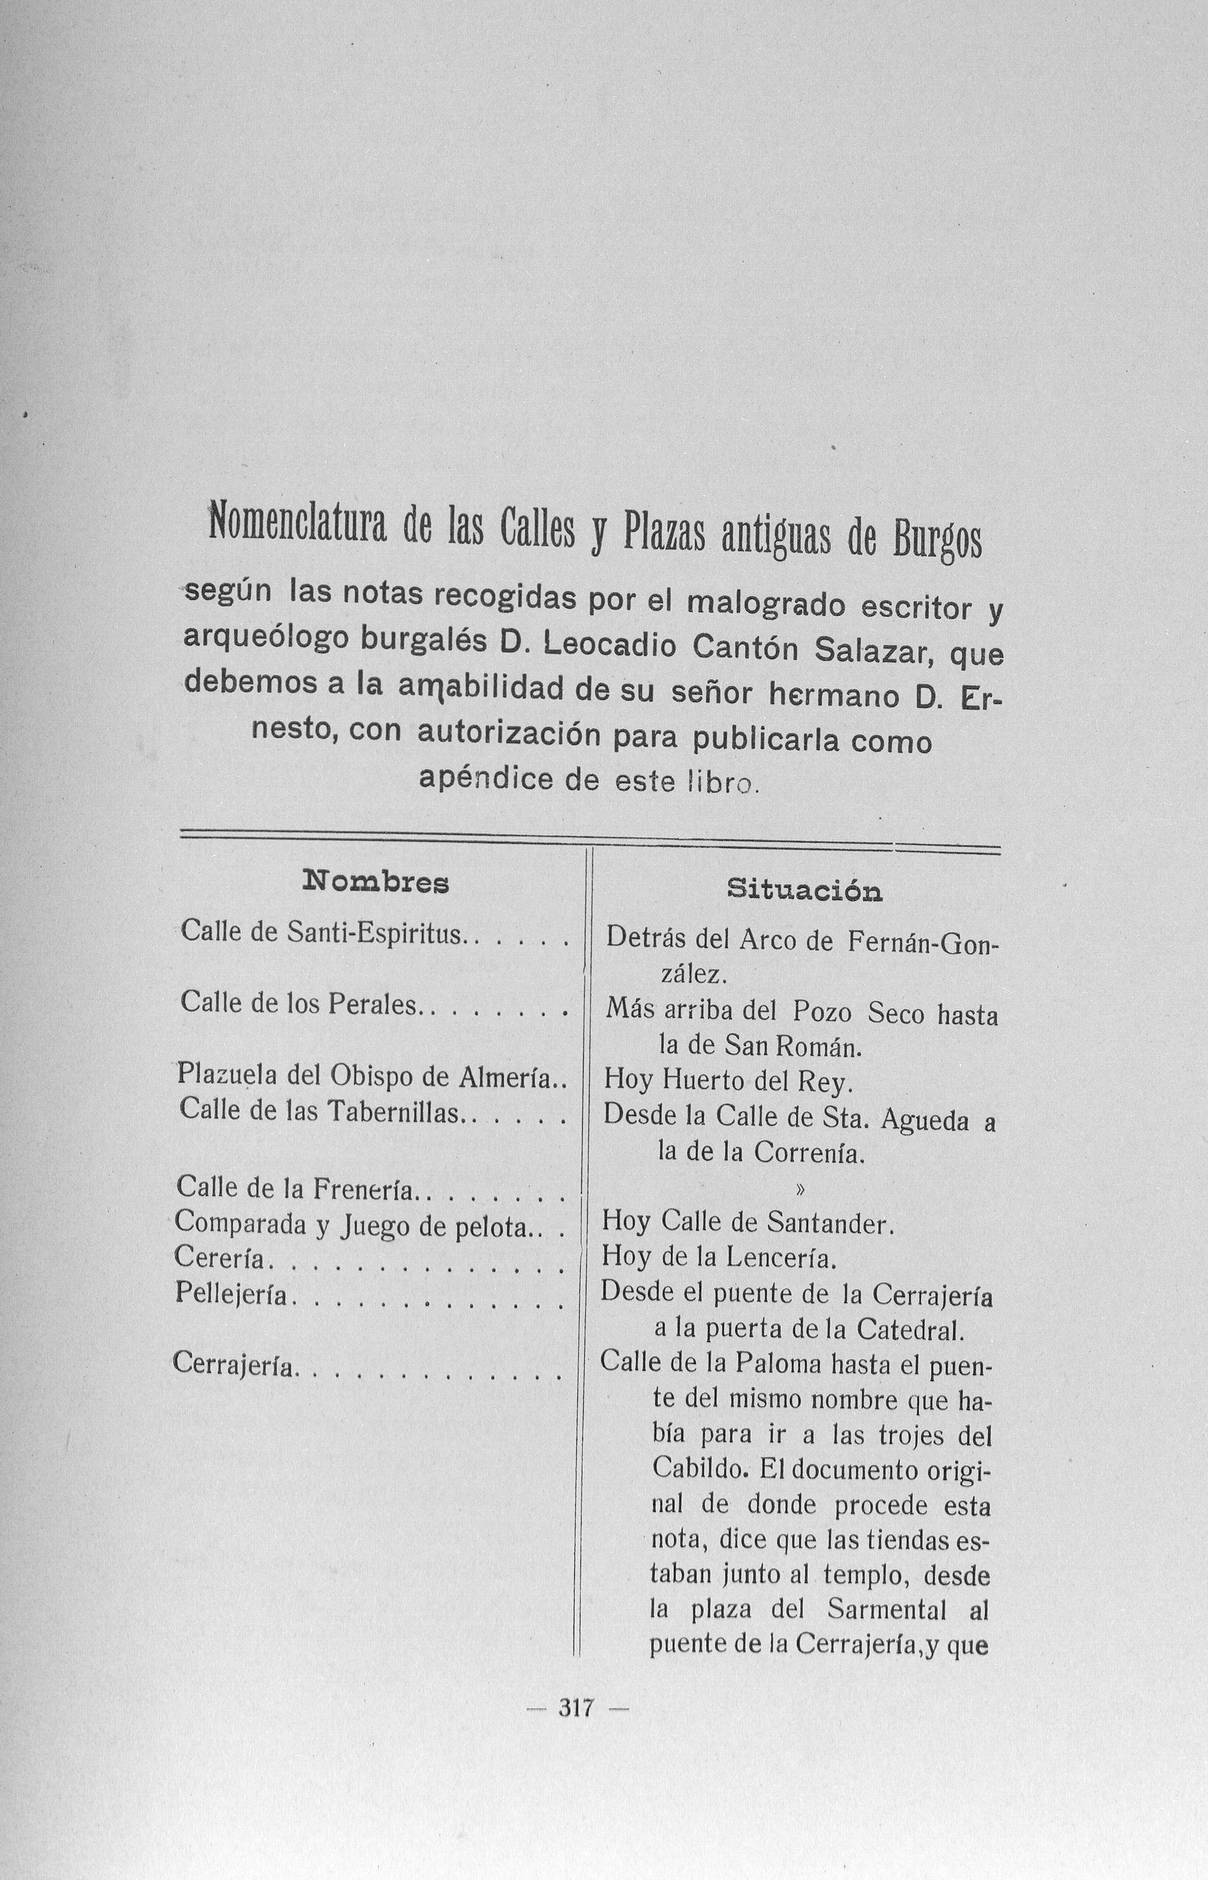 Nomenclatura de las Calles y Plazas antiguas de Burgos
según las notas recogidas por el malogrado escritor y
arqueólogo burgalés D. Leocadio Cantón Salazar, que
debemos a la amabilidad de su señor hermano D. Er-
nesto, con autorización para publicarla como
apéndice de este libro.
Nombres Situación
Calle de Santi-Espiritus. . . . . . . Detrás del Arco de Fernán-Gon-
zález.
Calle de los Perales. . . . . . . . . Más arriba del Pozo Seco hasta
la de San Román.
Plazuela del Obispo de Almería. . Hoy Huerto del Rey.
Calle de las Tabernillas. . . . . . . Desde la Calle de Sta. Agueda a
la de la Correnía.
Calle de la Frenería. . . . . . . . . »
Comparada y Juego de pelota. . . Hoy Calle de Santander.
Cerería. . . . . . . . . . . . . . Hoy de la Lencería.
Pellejería. . . . . . . . . . . . . Desde el puente de la Cerrajería
a la puerta de la Catedral.
Cerrajería. . . . . . . . . . . . . Calle de la Paloma hasta el puen-
te del mismo nombre que ha-
bía para ir a las trojes del
Cabildo. El documento origi-
nal de donde procede esta
nota, dice que las tiendas es-
taban junto al templo, desde
la plaza del Sarmental al
puente de la Cerrajería, y que
— 317 —